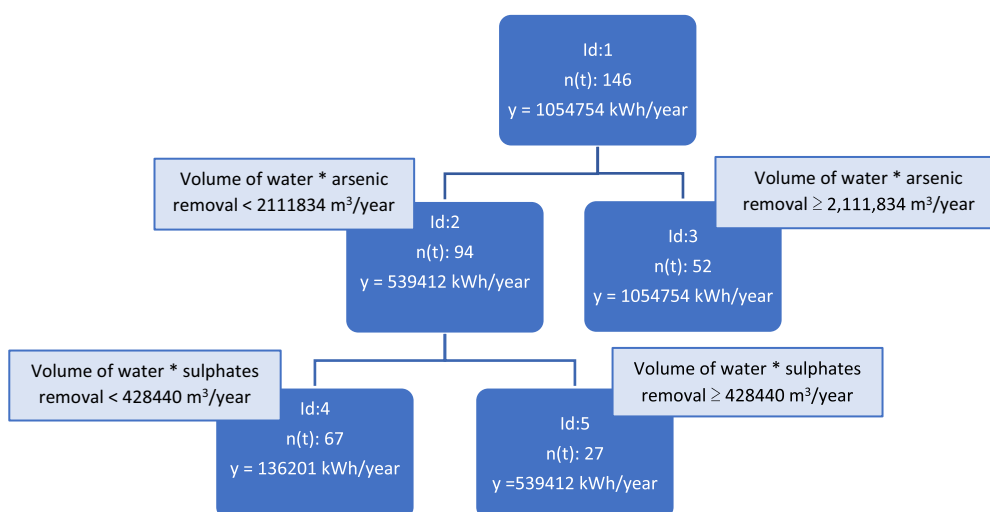 Id:1
n(t): 146
y = 1054754 kWh/year
Volume of water * arsenic
removal < 2111834 m³/year
Volume of water * arsenic
removal ≥ 2,111,834 m³/year
Id:2
n(t): 94
y = 539412 kWh/year
Id:3
n(t): 52
y = 1054754 kWh/year
Volume of water * sulphates
removal < 428440 m³/year
Volume of water * sulphates
removal ≥ 428440 m³/year
Id:4
n(t): 67
y = 136201 kWh/year
Id:5
n(t): 27
y =539412 kWh/year